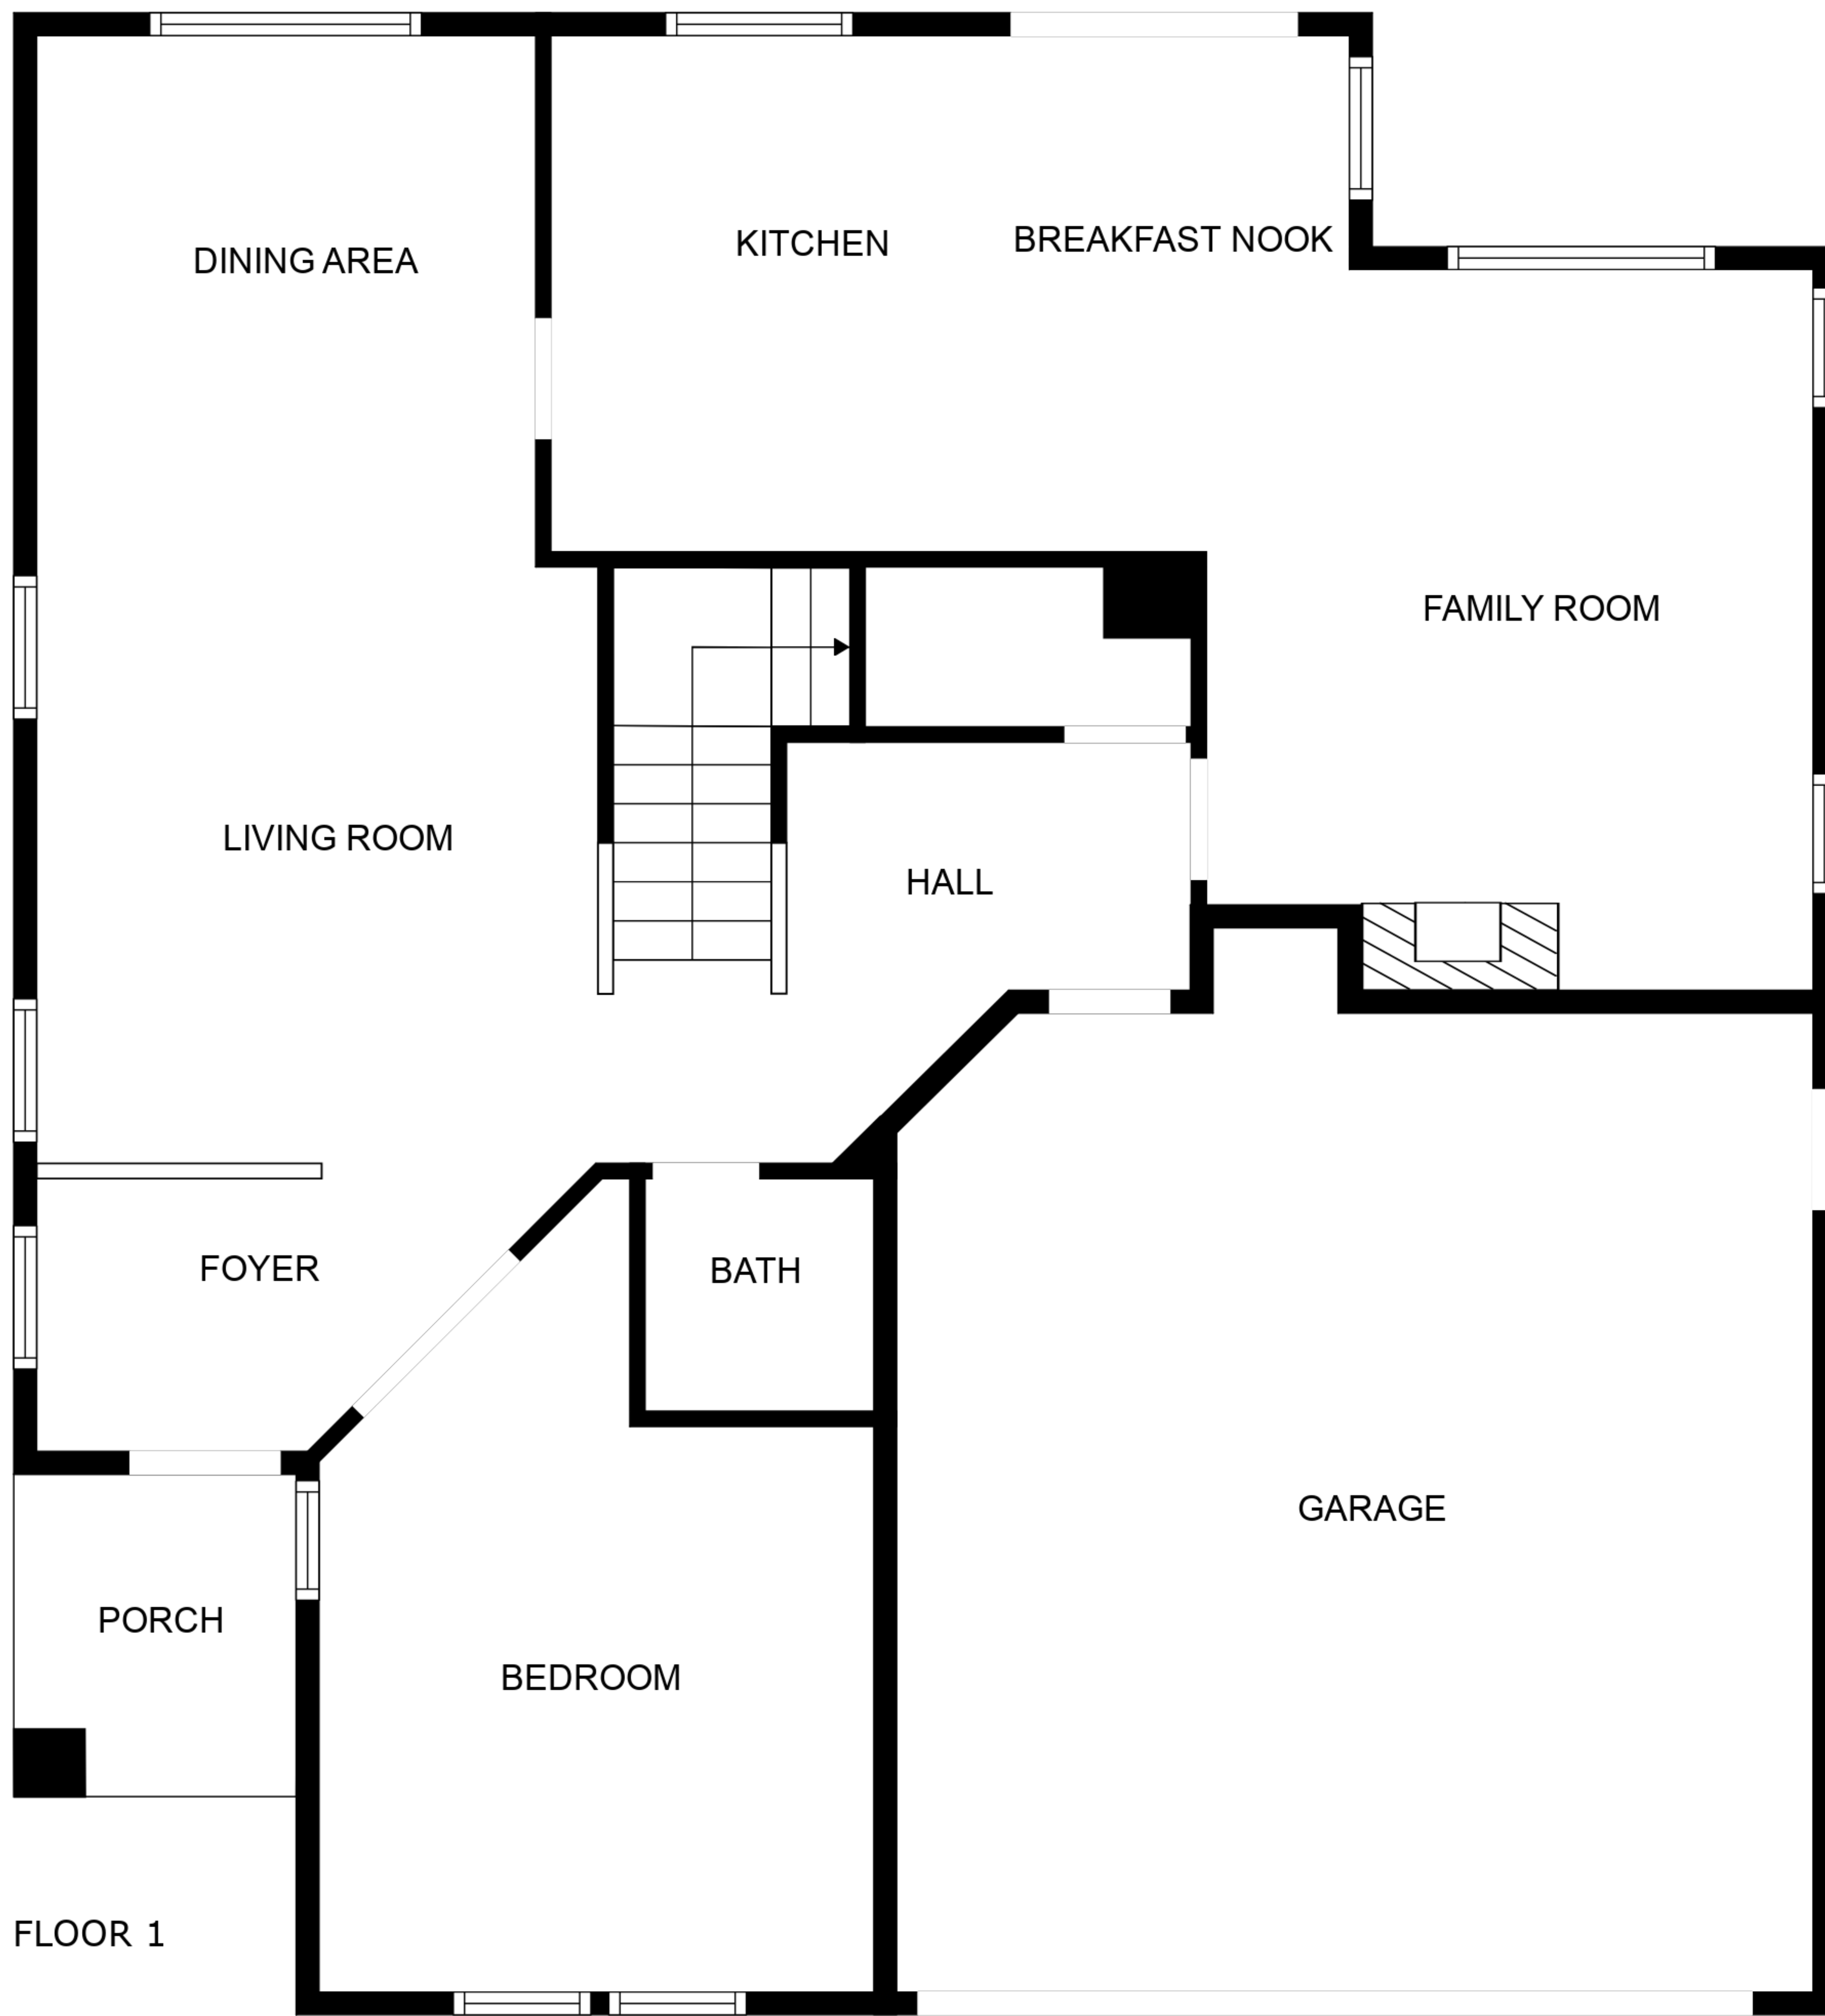 DINING AREA
KITCHEN
BREAKFAST NOOK
FAMILY ROOM
LIVING ROOM
HALL
FOYER
BATH
GARAGE
PORCH
BEDROOM
FLOOR 1